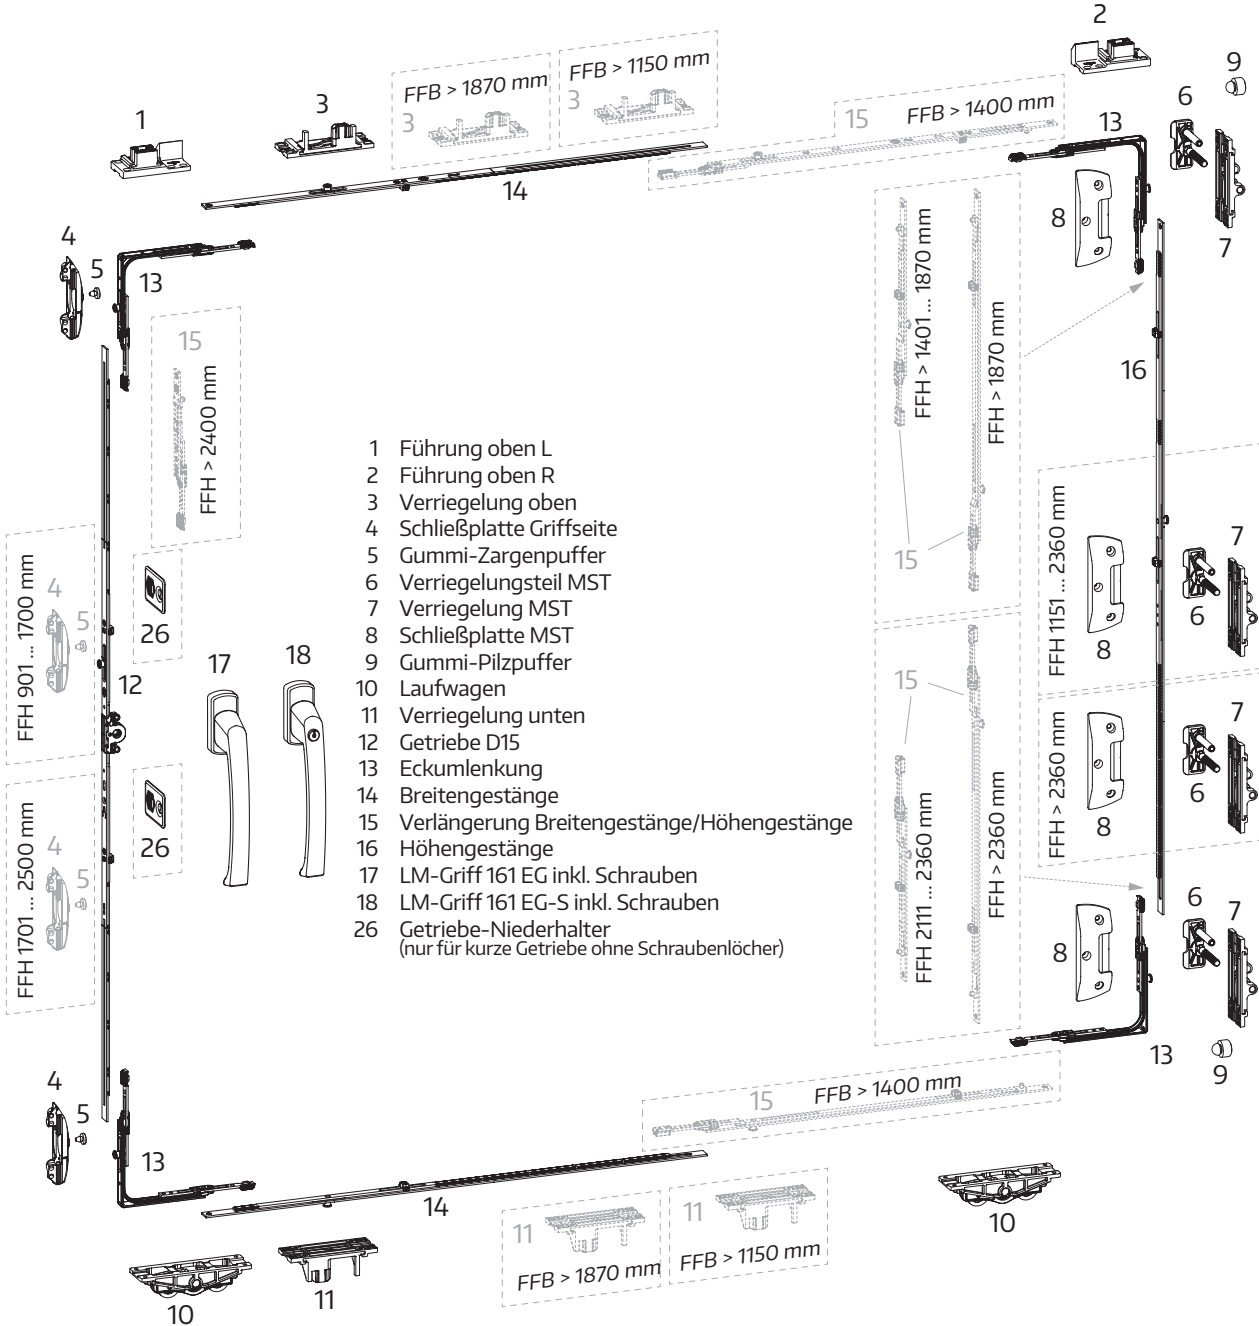 2
9
FFB > 1870 mm
3
FFB > 1150 mm
3
15 FFB > 1400 mm
6
13
1
3
14
8
7
4
5
13
15
FFH > 2400 mm
FFH > 1401 ... 1870 mm
FFH > 1870 mm
15
16
1 Führung oben L
2 Führung oben R
3 Verriegelung oben
4 Schließplatte Griffseite
5 Gummi-Zargenpuffer
6 Verriegelungsteil MST
7 Verriegelung MST
8 Schließplatte MST
9 Gummi-Pilzpuffer
10 Laufwagen
11 Verriegelung unten
12 Getriebe D15
13 Eckumlenkung
14 Breitengestänge
15 Verlängerung Breitengestänge/Höhengestänge
16 Höhengestänge
17 LM-Griff 161 EG inkl. Schrauben
18 LM-Griff 161 EG-S inkl. Schrauben
26 Getriebe-Niederhalter
(nur für kurze Getriebe ohne Schraubenlöcher)
FFH 901 ... 1700 mm
4
5
12
26
17
18
FFH 1151 ... 2360 mm
8
6
7
15
FFH 1701 ... 2500 mm
4
5
26
FFH 2111 ... 2360 mm
FFH > 2360 mm
FFH > 2360 mm
8
6
7
8
6
7
13
9
4
5
13
15 FFB > 1400 mm
14
11
FFB > 1870 mm
11
FFB > 1150 mm
10
10
11